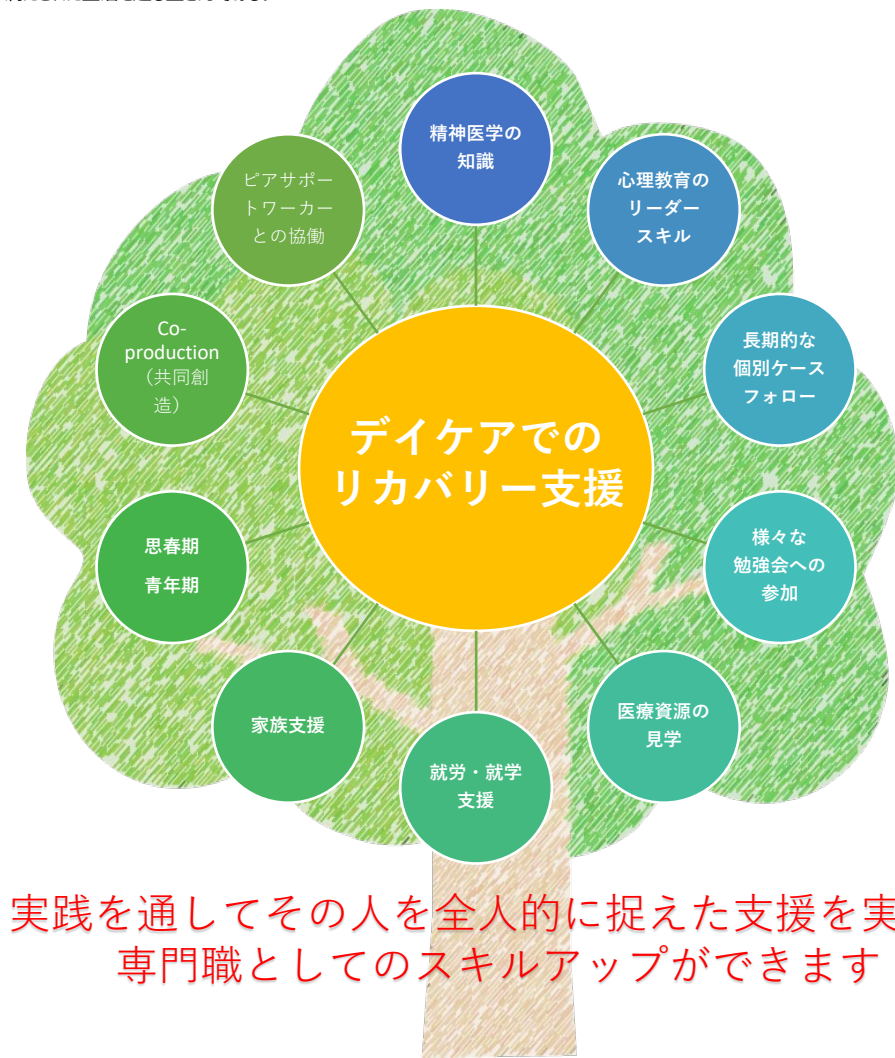 精神医学の
知識
心理教育の
リーダー
スキル
長期的な
個別ケース
フォロー
様々な
勉強会への
参加
医療資源の
見学
就労・就学
支援
家族支援
思春期
青年期
Co-
production
（共同創
造）
ピアサポー
トワーカー
との協働
デイケアでの
リカバリー支援
実践を通してその人を全人的に捉えた支援を実
専門職としてのスキルアップができます